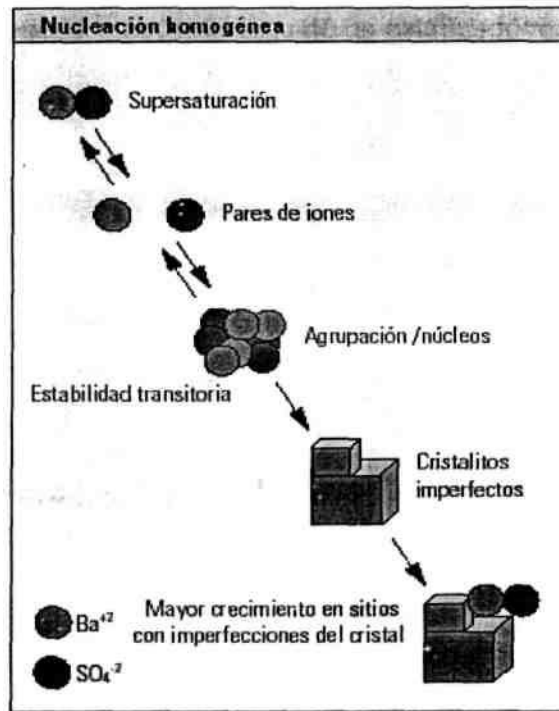 Nucleación homogénea
Supersaturación
Pares de iones
Agrupación /núcleos
Estabilidad transitoria
Cristalitos
imperfectos
Mayor crecimiento en sitios
con imperfecciones del cristal
Ba⁺²
SO₄⁻²